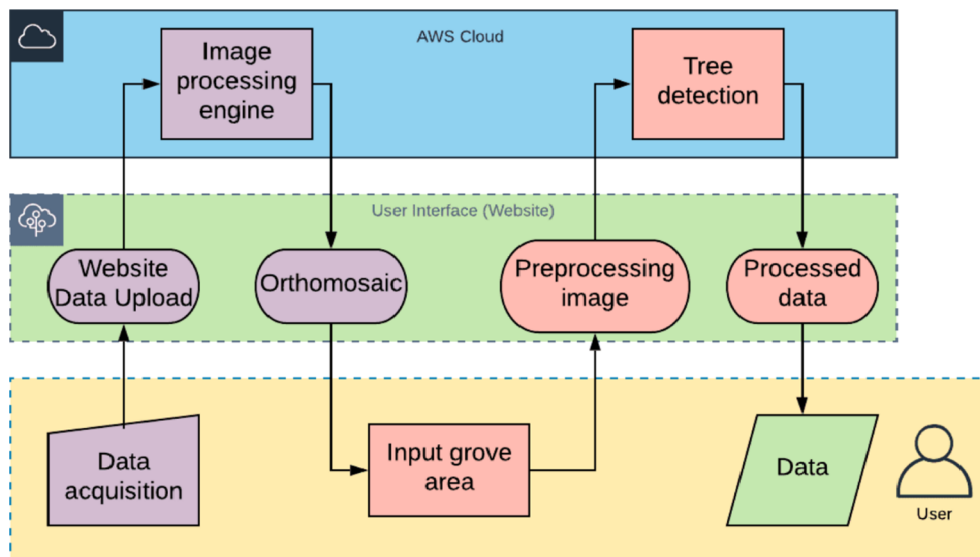 AWS Cloud
Image
processing
engine
Tree
detection
User Interface (Website)
Website
Data Upload
Orthomosaic
Preprocessing
image
Processed
data
Data
acquisition
Input grove
area
Data
User